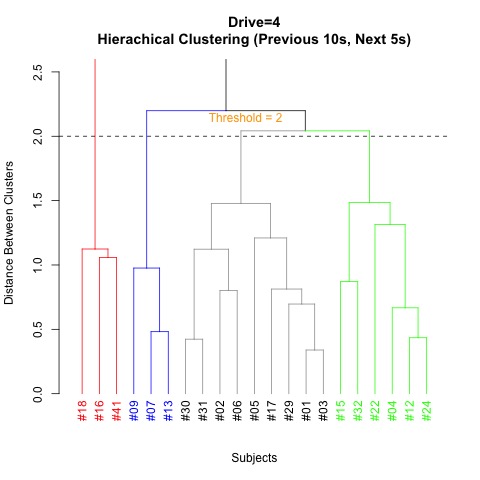 Drive=4
Hierachical Clustering (Previous 10s, Next 5s)
Threshold = 2
Distance Between Clusters
2.5
2.0
1.5
1.0
0.5
0.0
#18 #16 #41 #09 #07 #13 #30 #31 #02 #06 #05 #17 #29 #01 #03 #15 #32 #22 #04 #12 #24
Subjects